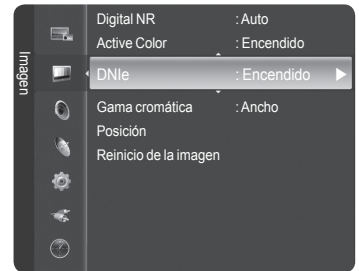 Imagen
Digital NR : Auto
Active Color : Encendido
DNIe : Encendido
Gama cromática : Ancho
Posición
Reinicio de la imagen